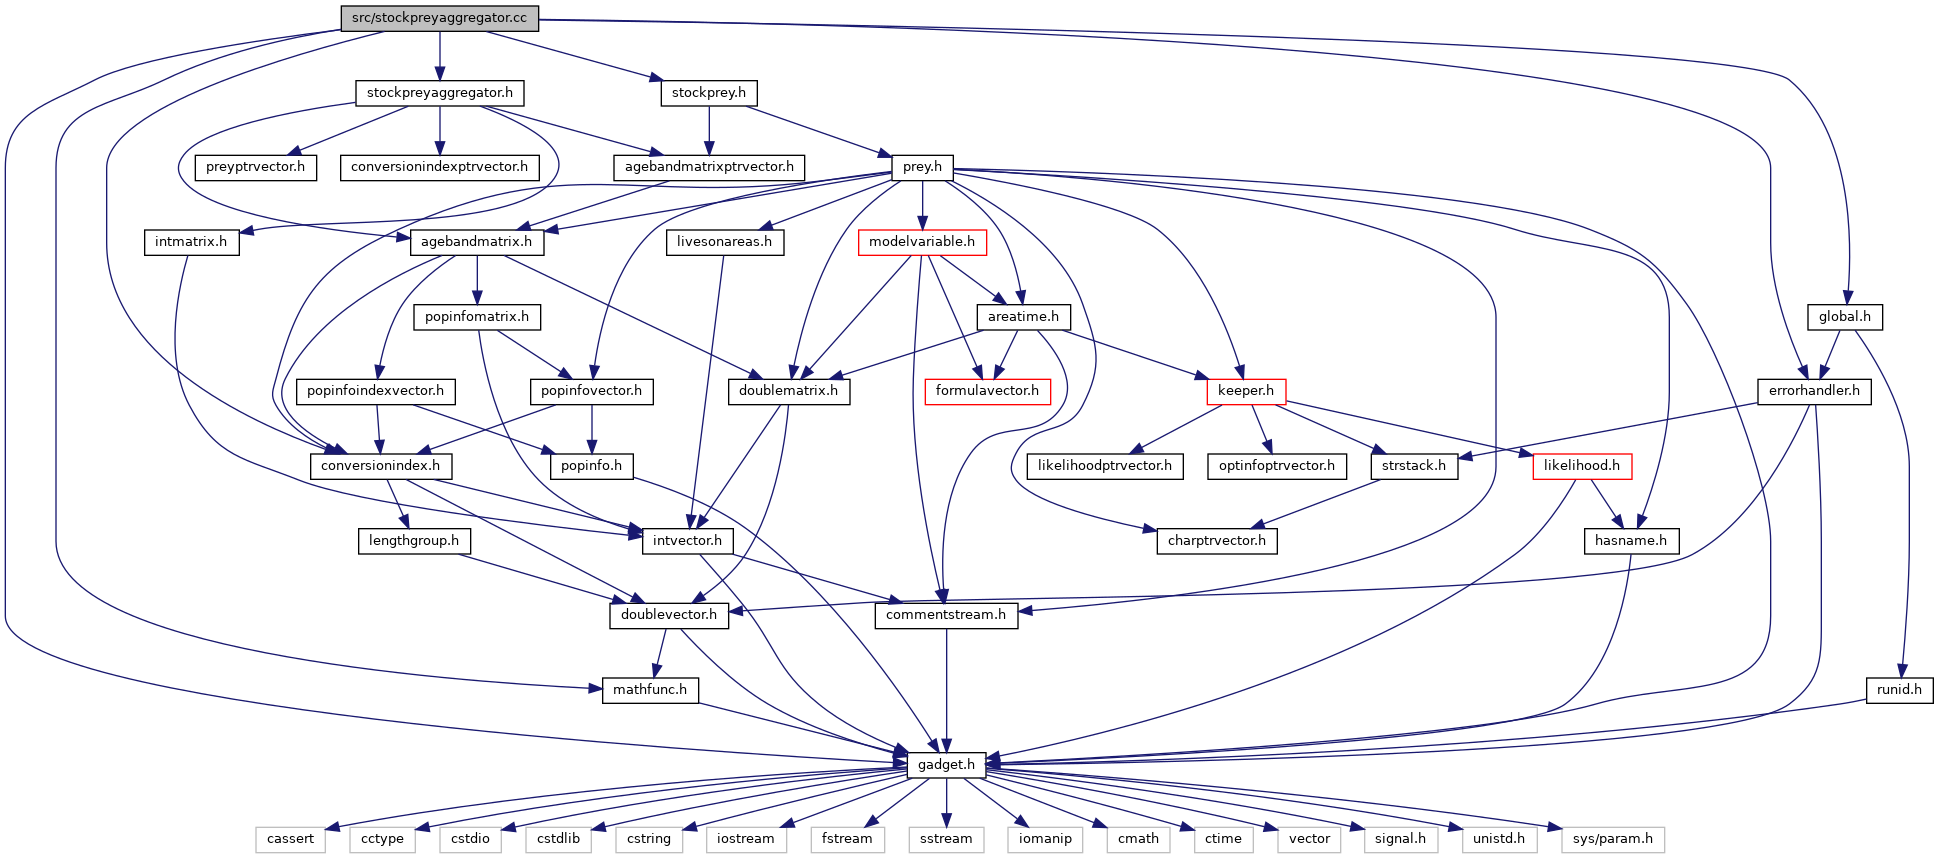 src/stockpreyaggregator.cc
stockpreyaggregator.h
stockprey.h
preyptrvector.h
conversionindexptrvector.h
agebandmatrixptrvector.h
prey.h
intmatrix.h
agebandmatrix.h
livesonareas.h
modelvariable.h
popinfomatrix.h
areatime.h
global.h
popinfoindexvector.h
popinfovector.h
doublematrix.h
formulavector.h
keeper.h
errorhandler.h
conversionindex.h
popinfo.h
likelihoodptrvector.h
optinfoptrvector.h
strstack.h
likelihood.h
lengthgroup.h
intvector.h
charptrvector.h
hasname.h
doublevector.h
commentstream.h
mathfunc.h
runid.h
gadget.h
cassert
cctype
cstdio
cstdlib
cstring
iostream
fstream
sstream
iomanip
cmath
ctime
vector
signal.h
unistd.h
sys/param.h